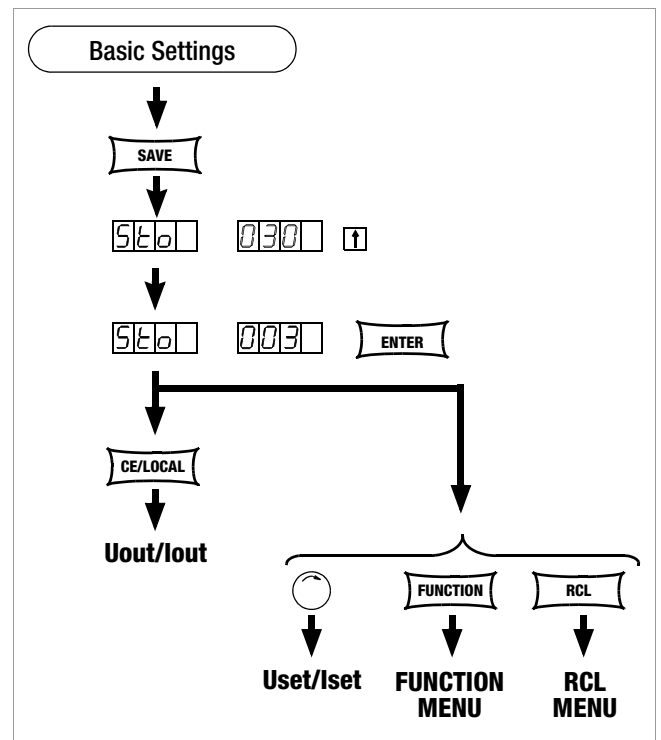 Basic Settings
SAVE
Sto 030 ↑
Sto 003 ENTER
CE/LOCAL
Uout/Iout
FUNCTION RCL
Uset/Iset FUNCTION MENU RCL MENU